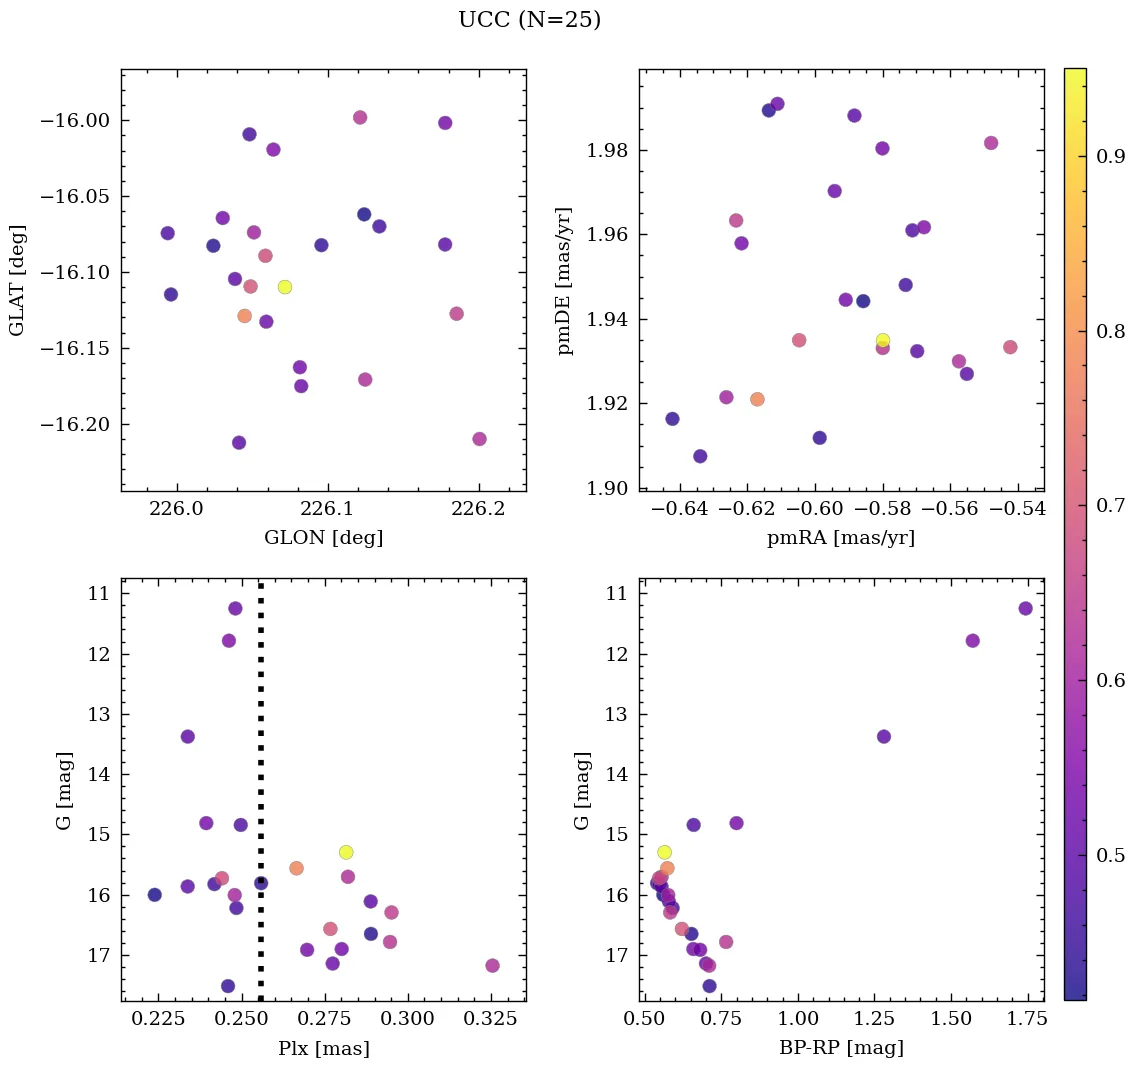 UCC (N=25)
−16.00
−16.05
−16.10
−16.15
−16.20
GLAT [deg]
226.0 226.1 226.2
GLON [deg]
1.98
1.96
1.94
1.92
1.90
pmDE [mas/yr]
−0.64 −0.62 −0.60 −0.58 −0.56 −0.54
pmRA [mas/yr]
0.9
0.8
0.7
0.6
0.5
11
12
13
14
15
16
17
G [mag]
0.225 0.250 0.275 0.300 0.325
Plx [mas]
11
12
13
14
15
16
17
G [mag]
0.50 0.75 1.00 1.25 1.50 1.75
BP-RP [mag]